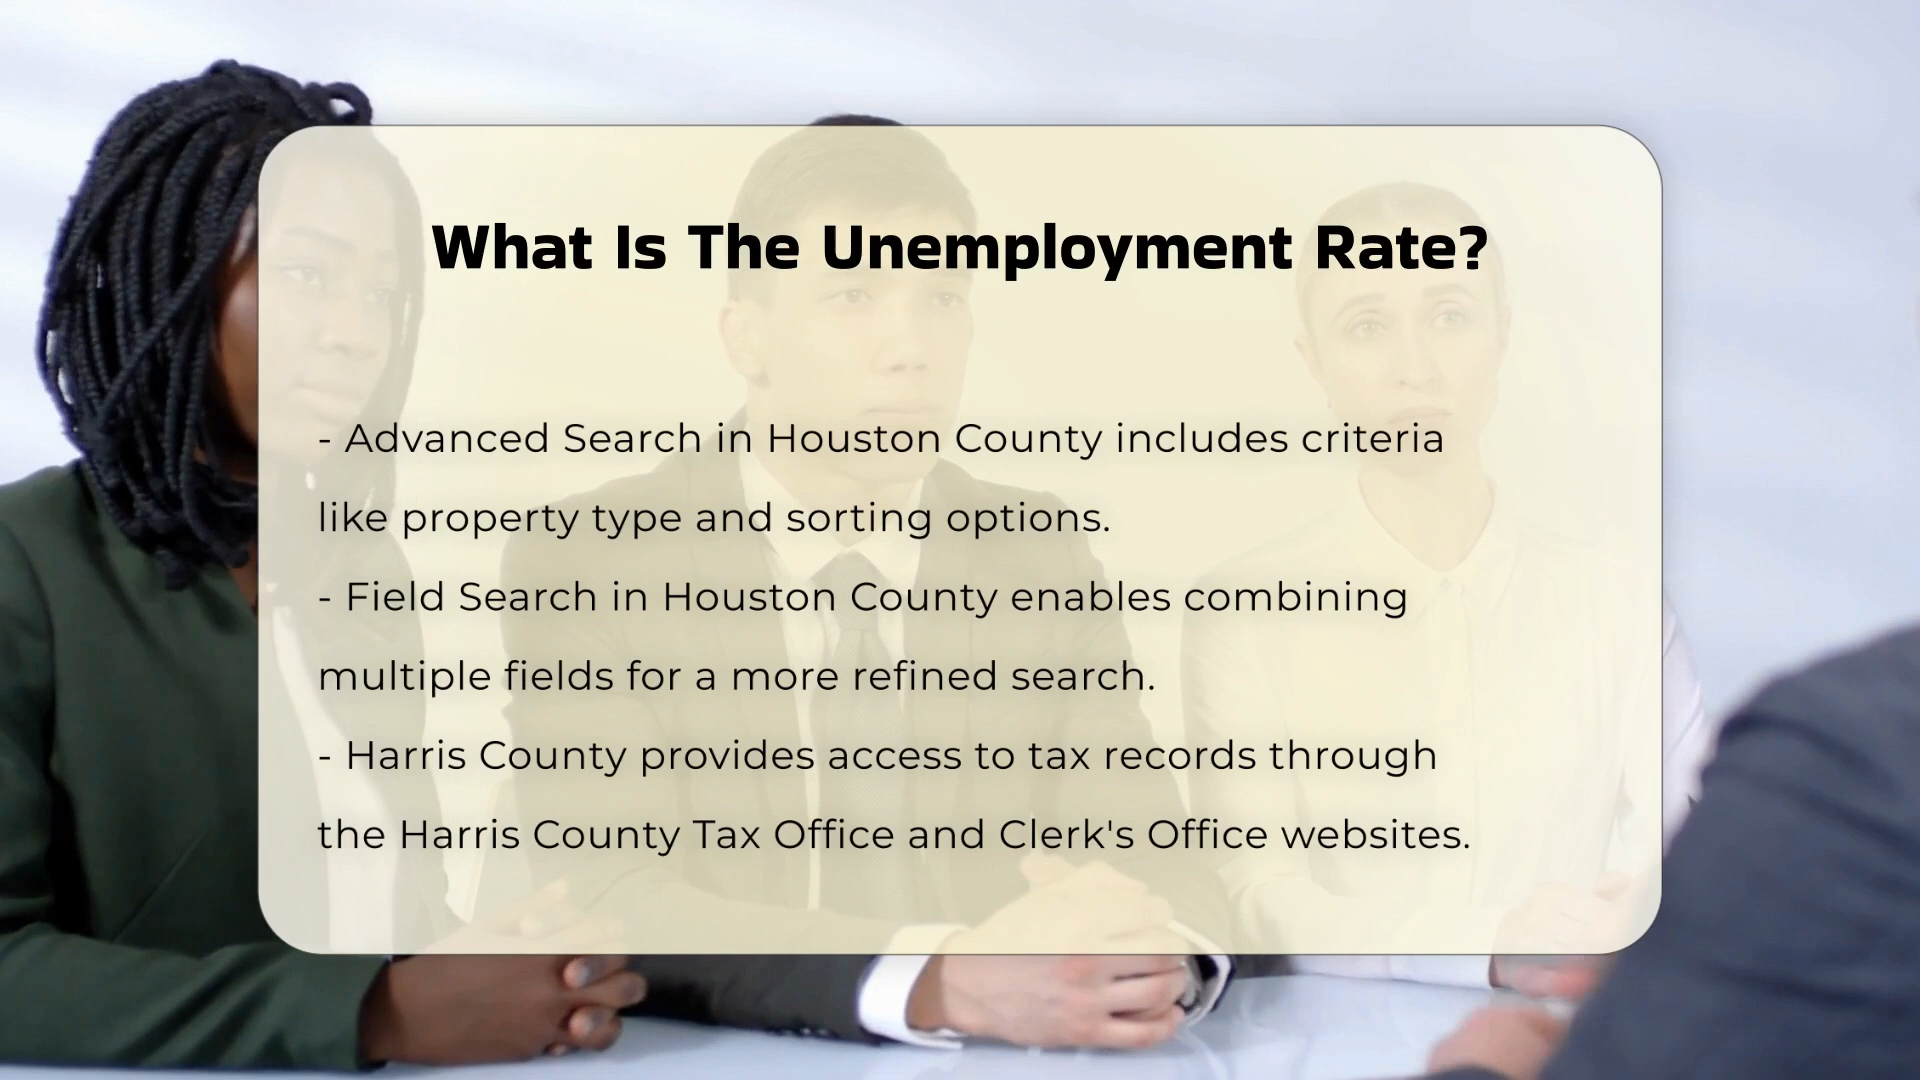 What Is The Unemployment Rate?
- Advanced Search in Houston County includes criteria
like property type and sorting options.
- Field Search in Houston County enables combining
multiple fields for a more refined search.
- Harris County provides access to tax records through
the Harris County Tax Office and Clerk's Office websites.